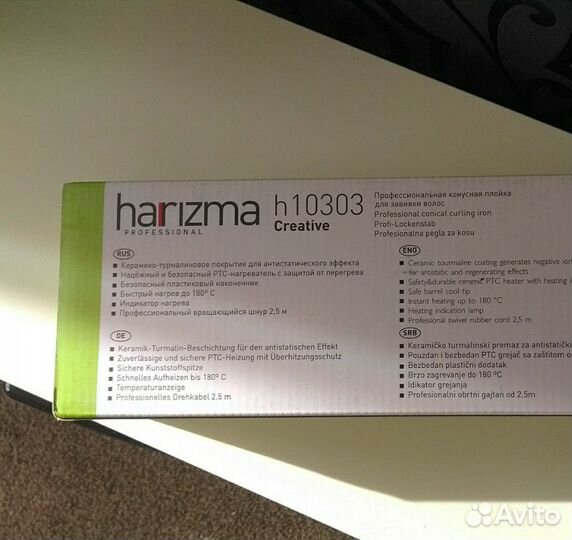 harizma
PROFESSIONAL
h10303
Creative
Профессиональная конусная плойка
для завивки волос
Professional conical curling iron
Profi-Lockenstab
Profesionalna pegla za kosu
RUS
Керамико-турмалиновое покрытие для антистатического эффекта
Надёжный и безопасный PTC-нагреватель с защитой от перегрева
Безопасный пластиковый наконечник
Быстрый нагрев до 180º C
Индикатор нагрева
Профессиональный вращающийся шнур 2,5 м
DE
Keramik-Turmalin-Beschichtung für den antistatischen Effekt
Zuverlässige und sichere PTC-Heizung mit Überhitzungsschutz
Sichere Kunststoffspitze
Schnelles Aufheizen bis 180º C
Temperaturanzeige
Professionelles Drehkabel 2.5 m
ENG
Ceramic tourmaline coating generates negative ion
for antistatic and regenerating effects
Safety&durable ceramic PTC heater with heating
Safe barrel cool-tip
Instant heating up to 180 ºC
Heating indication lamp
Professional swivel rubber cord 2,5 m
SRB
Keramičko turmalinski premaz za antistatičk
Pouzdan i bezbedan PTC grejač sa zaštitom o
Bezbedan plastični dodatak
Brzo zagrevanje do 180 ºC
Idikator grejanja
Profesionalni obrtni gajtan od 2,5m
Avito